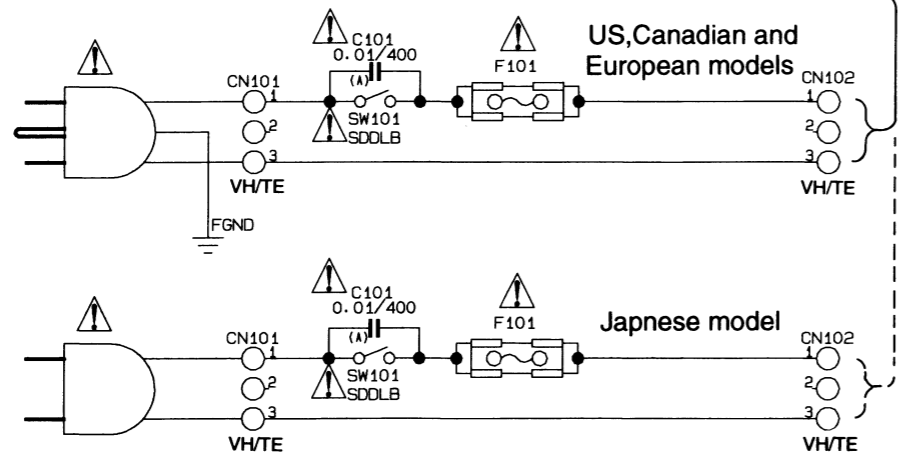 C101
0.01/400
(A)
SW101
SDDLB
F101
US,Canadian and
European models
CN101
1
2
3
VH/TE
CN102
1
2
3
VH/TE
FGND
C101
0.01/400
(A)
SW101
SDDLB
F101
Japnese model
CN101
1
2
3
VH/TE
CN102
1
2
3
VH/TE